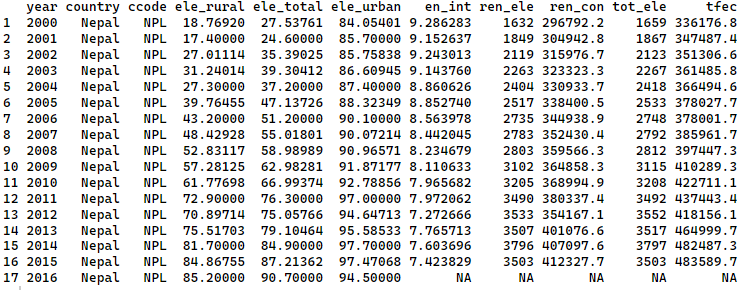 year country ccode ele_rural ele_total ele_urban en_int ren_ele ren_con tot_ele tfec
1 2000 Nepal NPL 18.76920 27.53761 84.05401 9.286283 1632 296792.2 1659 336176.8
2 2001 Nepal NPL 17.40000 24.60000 85.70000 9.152637 1849 304942.8 1867 347487.4
3 2002 Nepal NPL 27.01114 35.39025 85.75838 9.243013 2119 315976.7 2123 351306.6
4 2003 Nepal NPL 31.24014 39.30412 86.60945 9.143760 2263 323323.3 2267 361485.8
5 2004 Nepal NPL 27.30000 37.20000 87.40000 8.860626 2404 330933.7 2418 366494.6
6 2005 Nepal NPL 39.76455 47.13726 88.32349 8.852740 2517 338400.5 2533 378027.7
7 2006 Nepal NPL 43.20000 51.20000 90.10000 8.563978 2735 344938.9 2748 378001.7
8 2007 Nepal NPL 48.42928 55.01801 90.07214 8.442045 2783 352430.4 2792 385961.7
9 2008 Nepal NPL 52.83117 58.98989 90.96571 8.234679 2803 359566.3 2812 397447.3
10 2009 Nepal NPL 57.28125 62.98281 91.87177 8.110633 3102 364858.3 3115 410289.3
11 2010 Nepal NPL 61.77698 66.99374 92.78856 7.965682 3205 368994.9 3208 422711.1
12 2011 Nepal NPL 72.90000 76.30000 97.00000 7.972062 3490 380337.4 3492 437443.4
13 2012 Nepal NPL 70.89714 75.05766 94.64713 7.272666 3533 354167.1 3552 418156.1
14 2013 Nepal NPL 75.51703 79.10464 95.58533 7.765713 3507 401076.6 3517 464999.7
15 2014 Nepal NPL 81.70000 84.90000 97.70000 7.603696 3796 407097.6 3797 482487.3
16 2015 Nepal NPL 84.86755 87.21362 97.47068 7.423829 3503 412327.7 3503 483589.7
17 2016 Nepal NPL 85.20000 90.70000 94.50000 NA NA NA NA NA